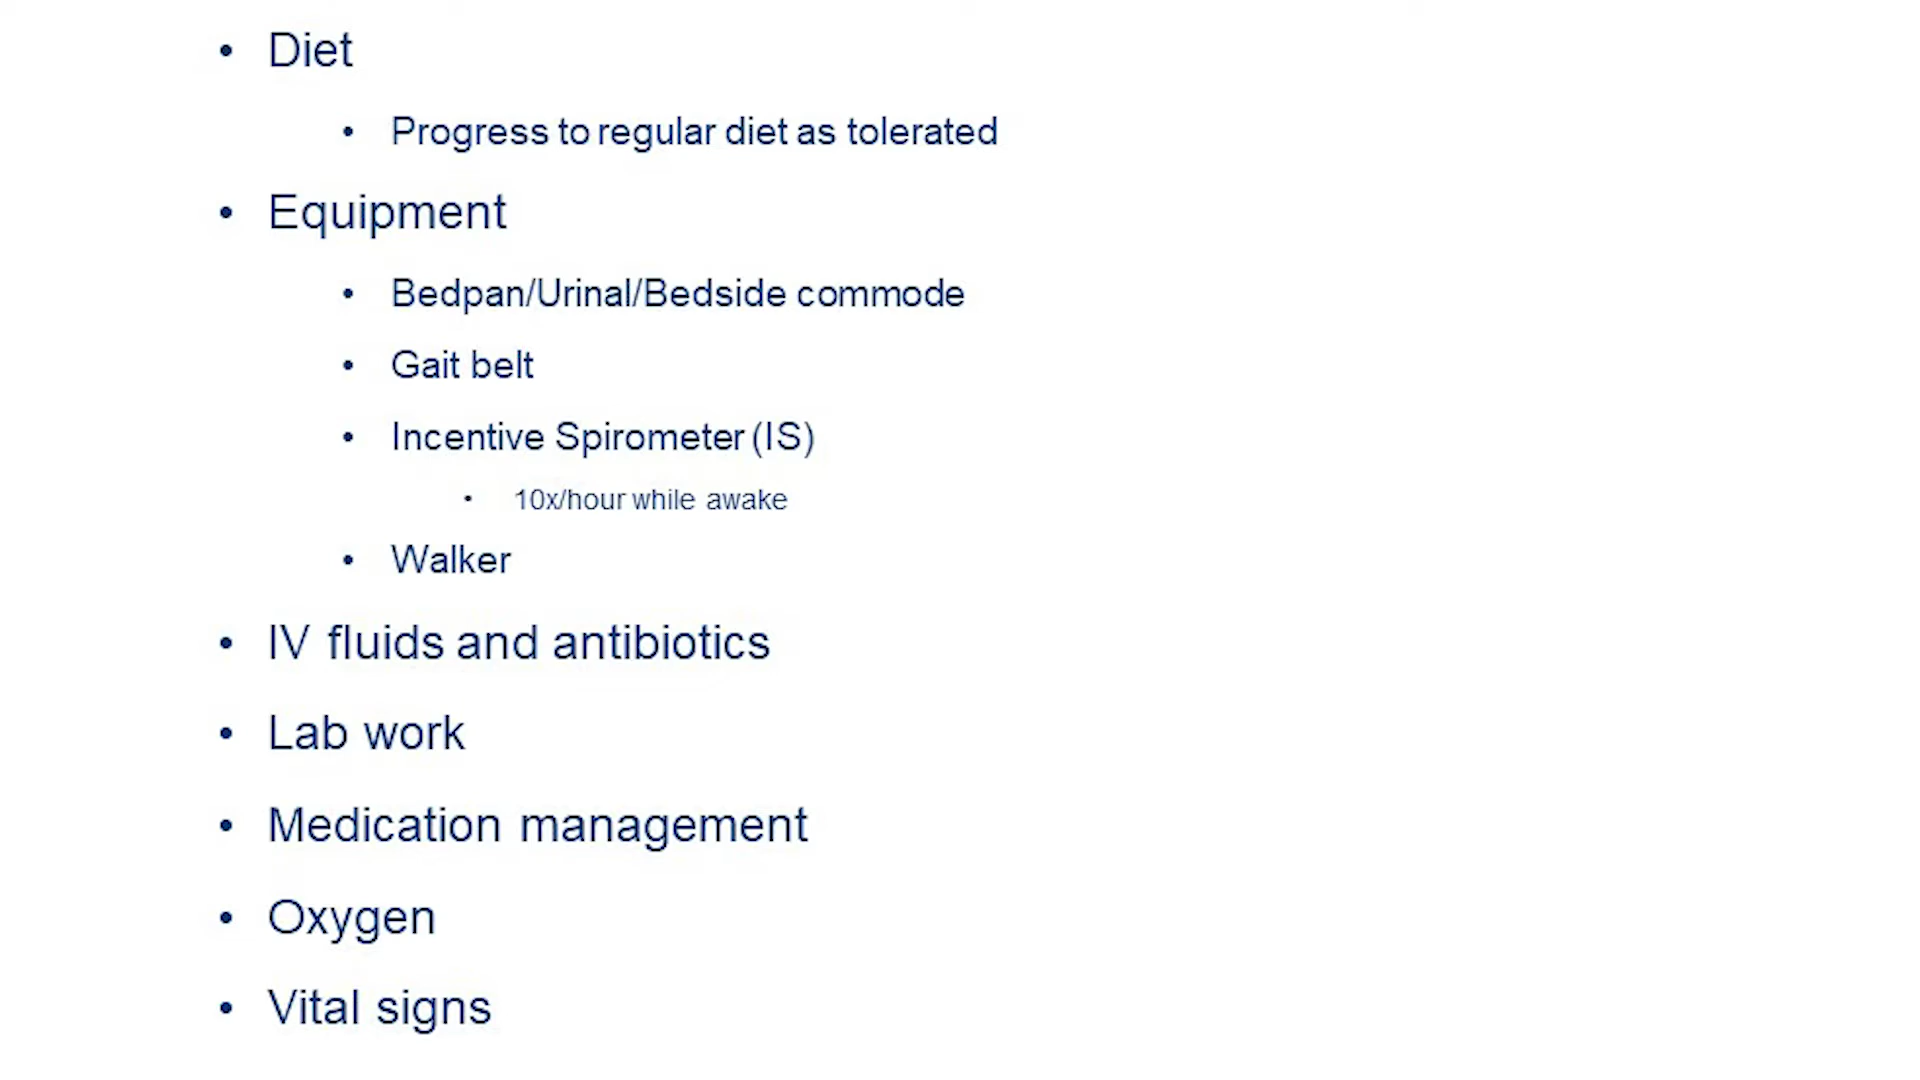 • Diet
• Progress to regular diet as tolerated
• Equipment
• Bedpan/Urinal/Bedside commode
• Gait belt
• Incentive Spirometer (IS)
• 10x/hour while awake
• Walker
• IV fluids and antibiotics
• Lab work
• Medication management
• Oxygen
• Vital signs